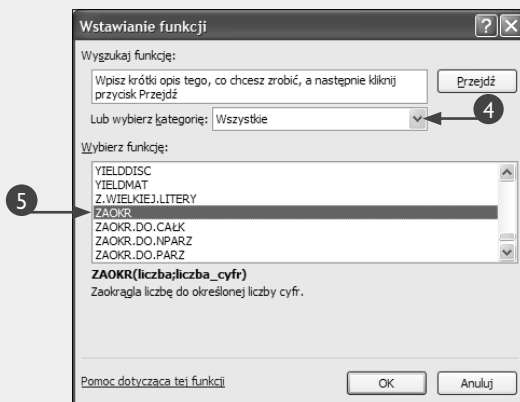 Wstawianie funkcji
Wyszukaj funkcję:
Wpisz krótki opis tego, co chcesz zrobić, a następnie kliknij
przycisk Przejdź
Przejdź
Lub wybierz kategorię: Wszystkie
4
Wybierz funkcję:
YIELDDISC
YIELDMAT
Z.WIELKIEJ.LITERY
5
ZAOKR
ZAOKR.DO.CAŁK
ZAOKR.DO.NPARZ
ZAOKR.DO.PARZ
ZAOKR(liczba;liczba_cyfr)
Zaokrągla liczbę do określonej liczby cyfr.
Pomoc dotycząca tej funkcji
OK
Anuluj